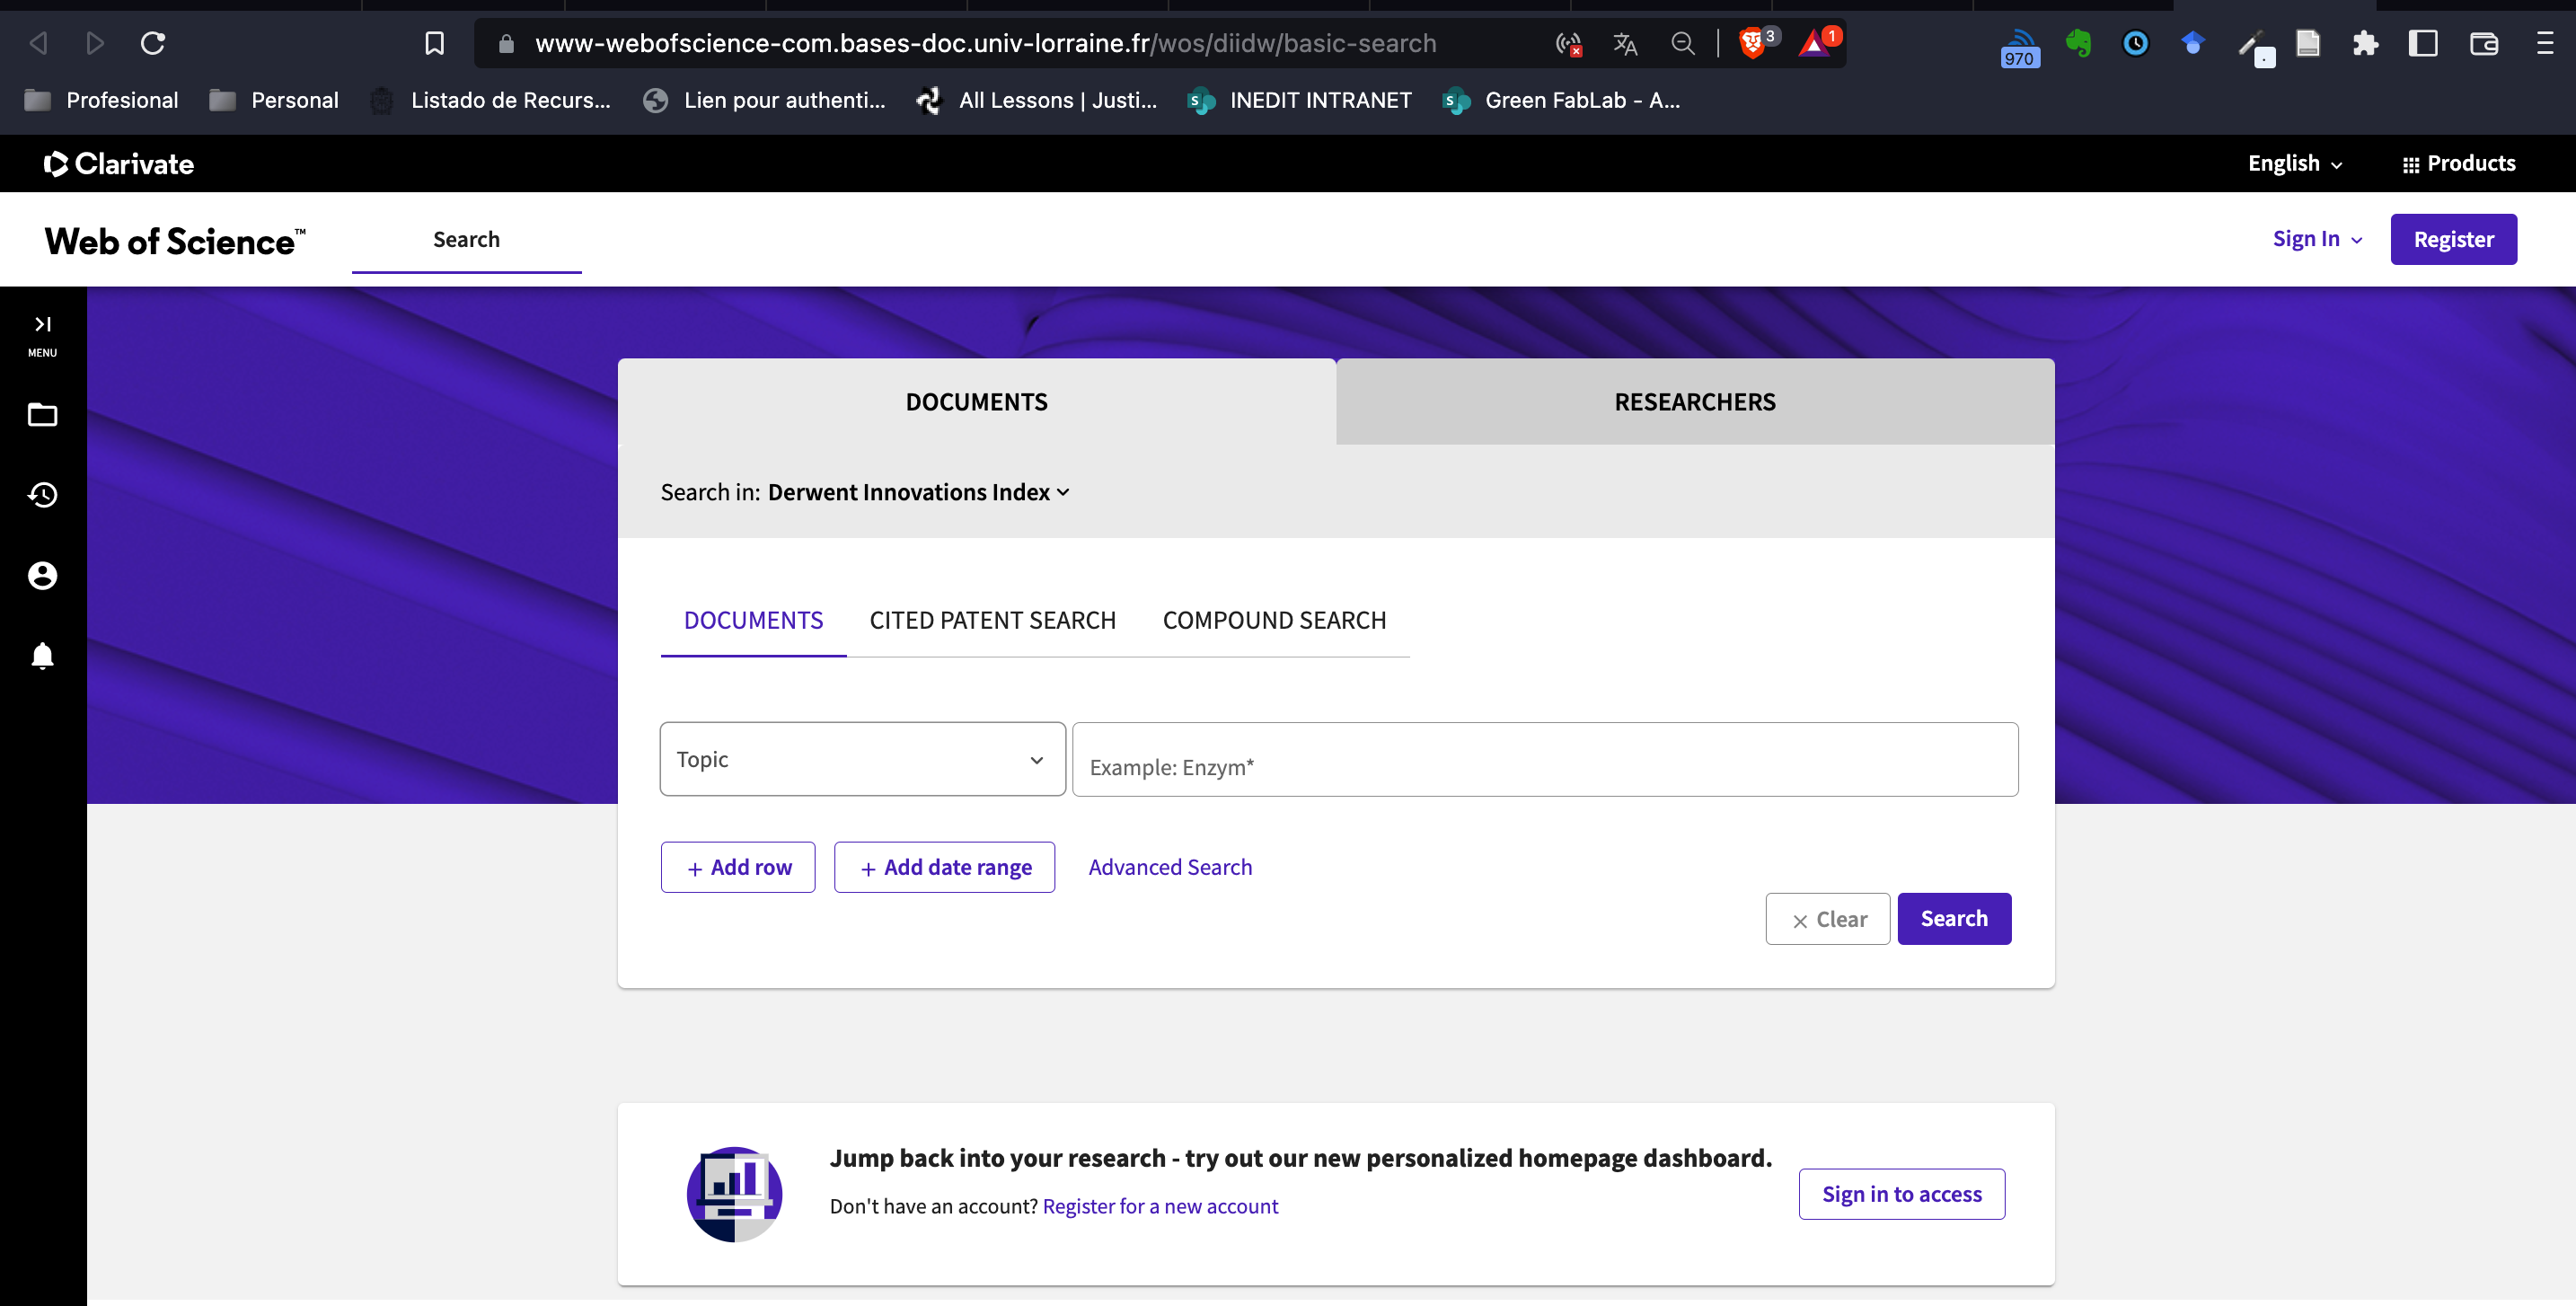 www-webofscience-com.bases-doc.univ-lorraine.fr/wos/diidw/basic-search
3
1
970
Profesional
Personal
Listado de Recurs...
Lien pour authenti...
All Lessons | Justi...
INEDIT INTRANET
Green FabLab - A...
Clarivate
English
Products
Web of Science™
Search
Sign In
Register
MENU
DOCUMENTS
RESEARCHERS
Search in: Derwent Innovations Index
DOCUMENTS
CITED PATENT SEARCH
COMPOUND SEARCH
Topic
Example: Enzym*
+ Add row
+ Add date range
Advanced Search
× Clear
Search
Jump back into your research - try out our new personalized homepage dashboard.
Don't have an account? Register for a new account
Sign in to access